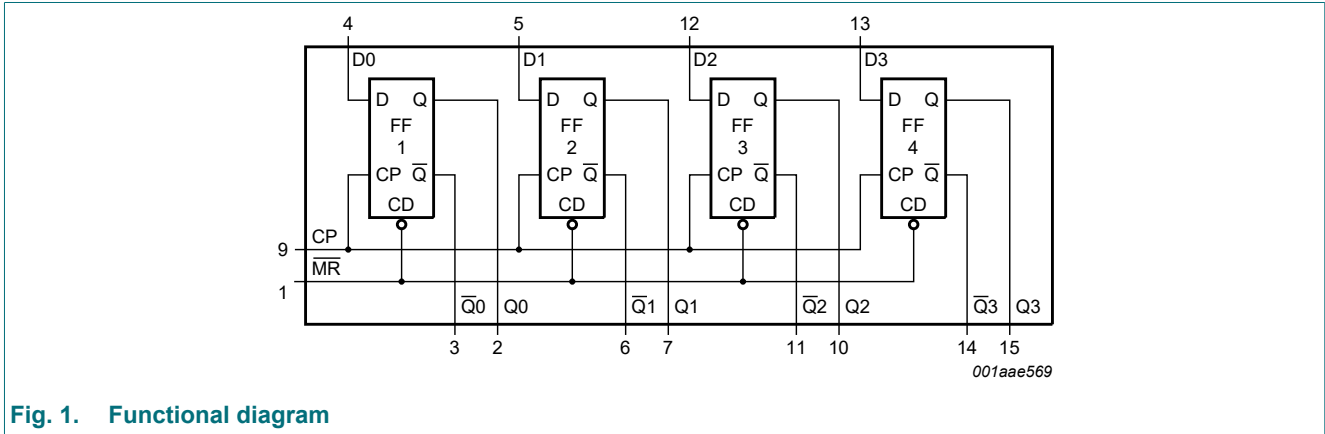 4 5 12 13
D0 D1 D2 D3
D Q D Q D Q D Q
FF FF FF FF
1 2 3 4
CP Q̅ CP Q̅ CP Q̅ CP Q̅
CD CD CD CD
9 CP
M̅R̅
1
Q̅0 Q0 Q̅1 Q1 Q̅2 Q2 Q̅3 Q3
3 2 6 7 11 10 14 15
001aae569
Fig. 1. Functional diagram